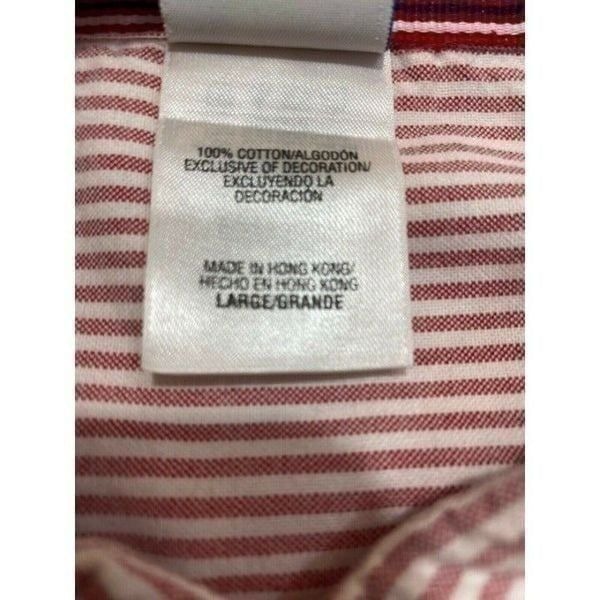 100% COTTON/ALGODÓN
EXCLUSIVE OF DECORATION/
EXCLUYENDO LA
DECORACIÓN
MADE IN HONG KONG/
HECHO EN HONG KONG
LARGE/GRANDE